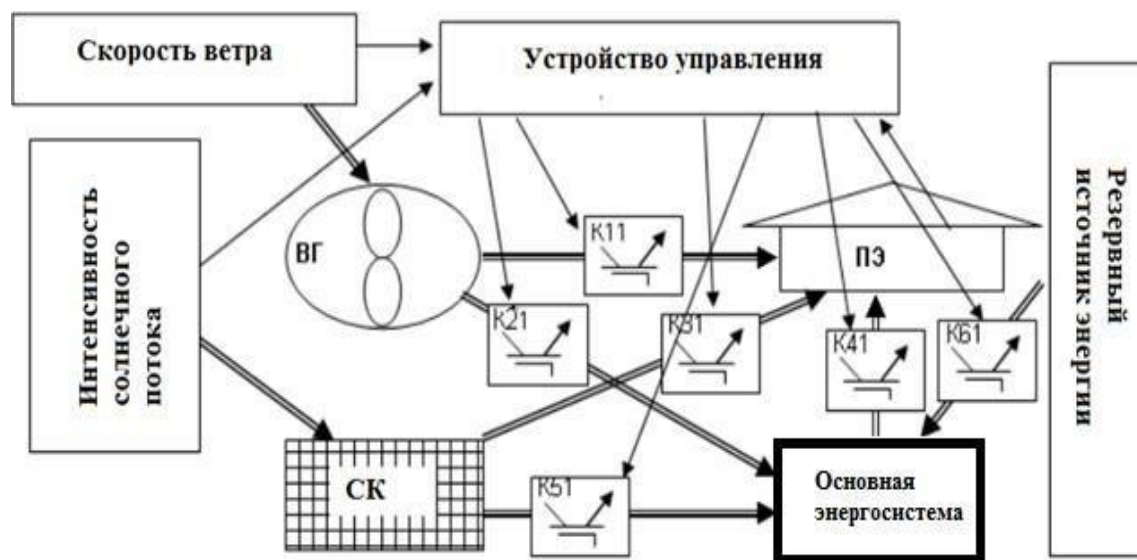 Скорость ветра
Устройство управления
Интенсивность
солнечного
потока
Резервный
источник энергии
ВГ
К11
ПЭ
К21
К31
К41
К61
СК
К51
Основная
энергосистема